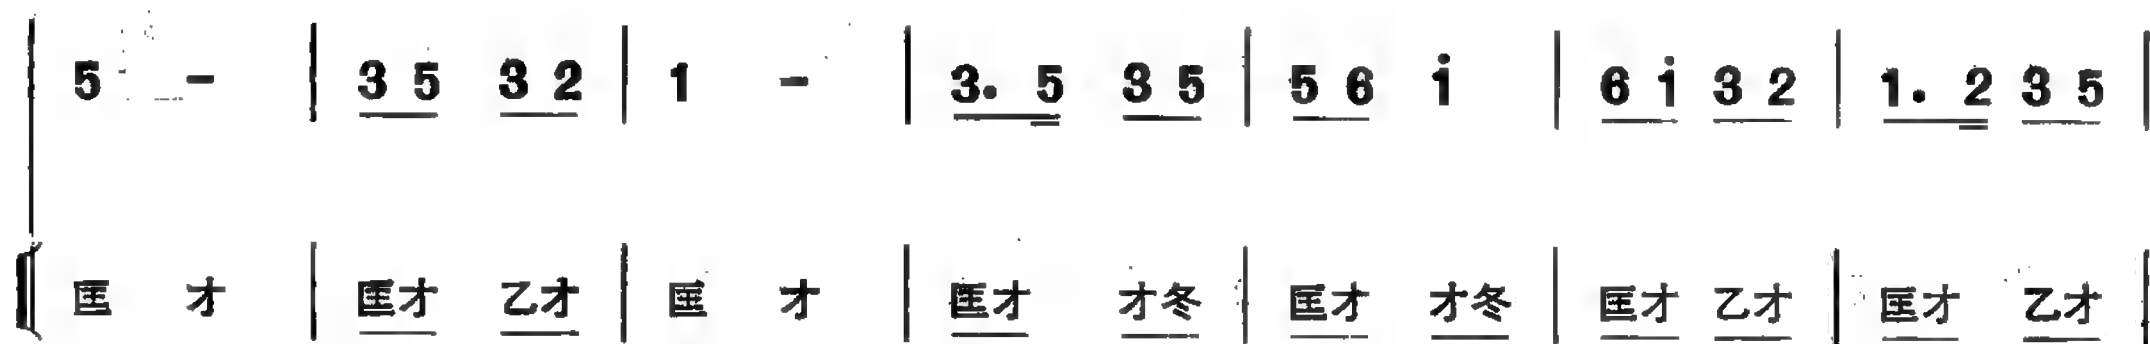 5 - | 3 5 3 2 | 1 - | 3. 5 3 5 | 5 6 i | 6 i 3 2 | 1. 2 3 5 |
匡 才 | 匡才 乙才 | 匡 才 | 匡才 才冬 | 匡才 才冬 | 匡才 乙才 | 匡才 乙才 |